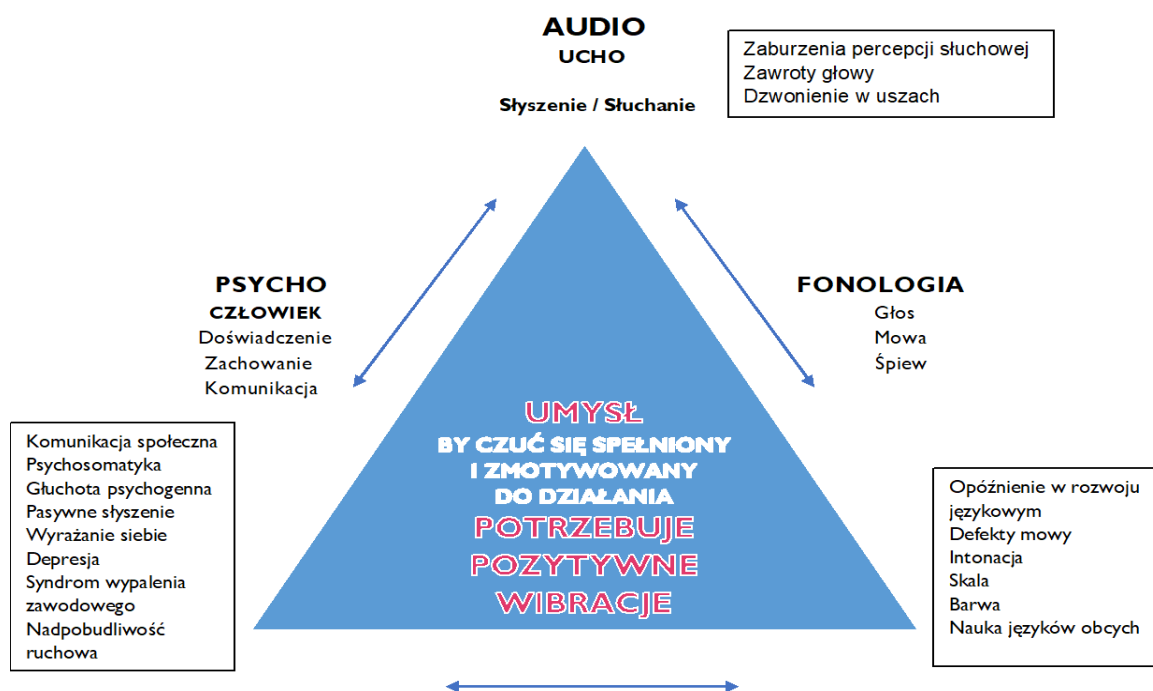 AUDIO
UCHO
Słyszenie / Słuchanie
Zaburzenia percepcji słuchowej
Zawroty głowy
Dzwonienie w uszach
PSYCHO
CZŁOWIEK
Doświadczenie
Zachowanie
Komunikacja
FONOLOGIA
Głos
Mowa
Śpiew
Komunikacja społeczna
Psychosomatyka
Głuchota psychogenna
Pasywne słyszenie
Wyrażanie siebie
Depresja
Syndrom wypalenia
zawodowego
Nadpobudliwość
ruchowa
UMYSŁ
BY CZUĆ SIĘ SPEŁNIONY
I ZMOTYWOWANY
DO DZIAŁANIA
POTRZEBUJE
POZYTYWNE
WIBRACJE
Opóźnienie w rozwoju
językowym
Defekty mowy
Intonacja
Skala
Barwa
Nauka języków obcych